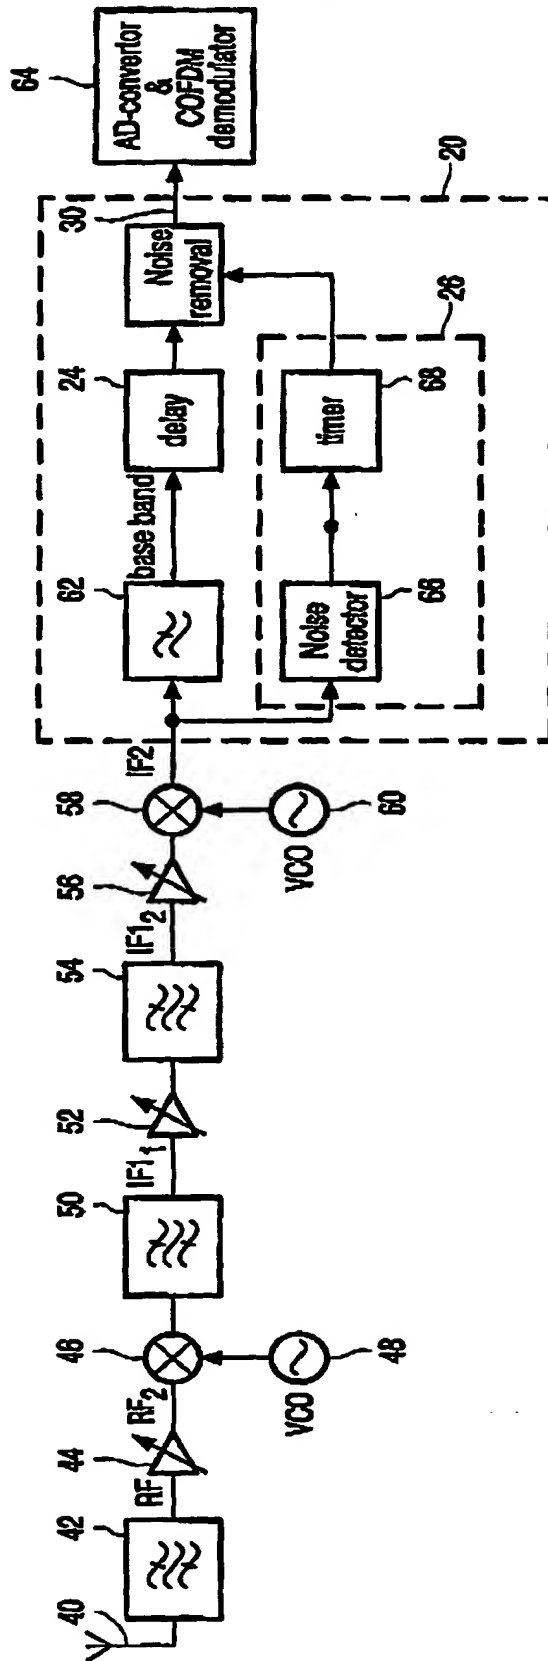 40
42
RF
44
RF2
46
VCO
48
50
IF11
52
54
IF12
56
58
VCO
60
IF2
62
base band
24
delay
Noise
removal
30
64
AD-convertor
&
COFDM
demodulator
20
26
Noise
detector
66
timer
68